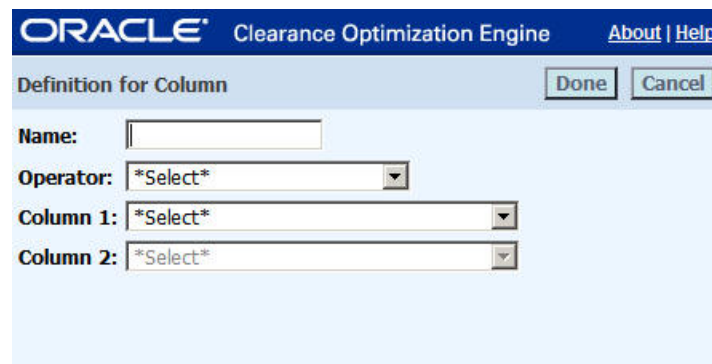 ORACLE Clearance Optimization Engine About | Help
Definition for Column Done Cancel
Name:
Operator: *Select*
Column 1: *Select*
Column 2: *Select*